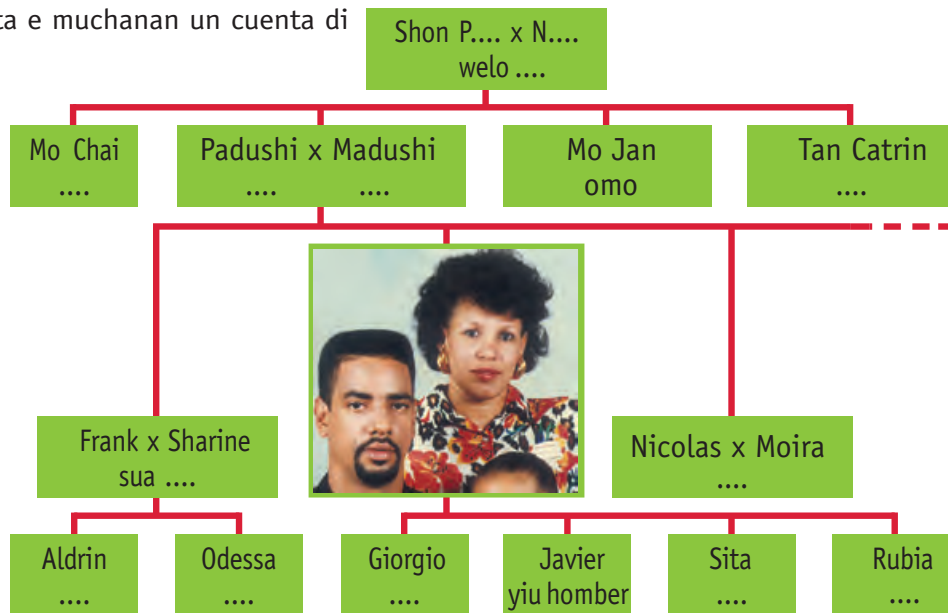 ta e muchanan un cuenta di
Shon P.... x N....
welo ....
Mo Chai
....
Padushi x Madushi
.... ....
Mo Jan
omo
Tan Catrin
....
Frank x Sharine
sua ....
Nicolas x Moira
....
Aldrin
....
Odessa
....
Giorgio
....
Javier
yiu homber
Sita
....
Rubia
....